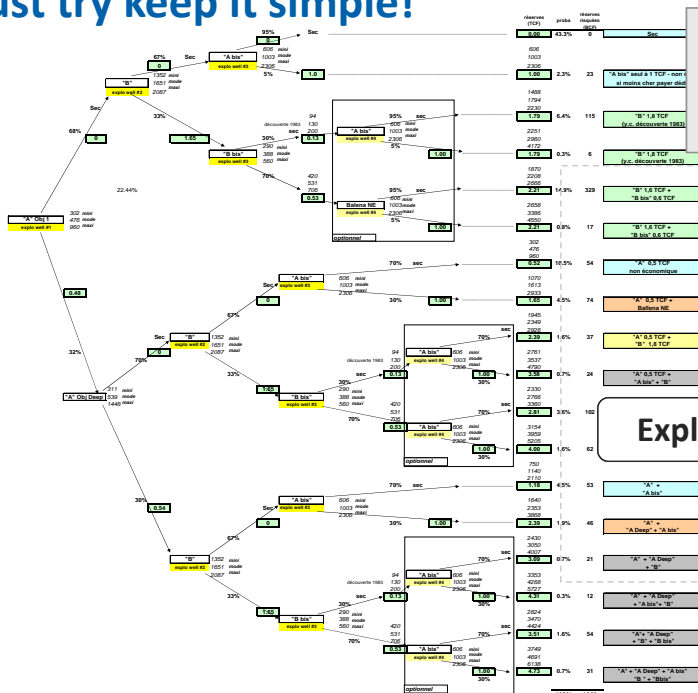 ust try keep it simple!
réserves
(TCF)
proba
réserves
risquées
(BCF)
95% Sec 0.00 43.3% 0 Sec
67% Sec "A bis" 0
0 606 mini 606
1352 mini 1003 mode 1003
"B" 1651 mode 2306 2306
explo well #2 2087 maxi explo well #3 5% 1.0 1.00 2.3% 23 "A bis" seul à 1 TCF - non
si moins cher payer déd
Sec 1488
1794
33% 94 95% sec 2230
68% 0 1.65 découverte 1983 130 "A bis" 606 mini 1.79 6.4% 115 "B" 1,8 TCF
(y.c. découverte 1983)
30% sec 200 explo well #6 1003 mode 2251
"B bis" 290 mini 0.13 2306 maxi 2960
explo well #3 388 mode 5% 4172
560 maxi 1.00 1.79 0.3% 6 "B" 1,8 TCF
(y.c. découverte 1983)
70% 420 1870
531 2208
22.44% 706 95% sec 2666
0.53 Balena NE 606 mini 2.21 14.9% 329 "B" 1,6 TCF +
"B bis" 0,6 TCF
explo well #6 1003 mode 2658
302 mini 2306 maxi 3386
"A" Obj 1 476 mode 5% 4550
explo well #1 960 maxi 1.00 2.21 0.8% 17 "B" 1,6 TCF +
"B bis" 0,6 TCF
optionnel 302
476
960
70% sec 0.52 10.5% 54 "A" 0,5 TCF
non économique
"A bis" 606 mini 1070
explo well #3 1003 mode 1613
0.48 0 2306 maxi 2933
30% 1.00 1.65 4.5% 74 "A" 0,5 TCF +
Ballena NE
67% 1945
2349
Sec "B" 1352 mini 70% sec 2926
32% 0 explo well #2 1651 mode "A bis" 606 mini 2.39 1.6% 37 "A" 0,5 TCF +
"B" 1,8 TCF
70% 2087 maxi 94 explo well #6 1003 mode 2761
découverte 1983 130 2306 maxi 3537
33% sec 200 4790
30% 0.13 1.00 3.58 0.7% 24 "A" 0,5 TCF +
"A bis" + "B"
311 mini 1.65 290 mini 30% 2330
"A" Obj Deep 539 mode "B bis" 388 mode 420 2766
1448 maxi explo well #3 560 maxi 531 70% sec 3360
70% 706 "A bis" 606 mini 2.81 3.6% 102
0.53 explo well #6 1003 mode 3154
2306 maxi 3959
5205
1.00 4.00 1.6% 62
30%
optionnel 750
1140
2110
Expl
30% 70% sec 1.18 4.5% 53 "A" +
"A bis"
0.54 "A bis" 606 mini 1640
explo well #3 1003 mode 2353
2306 maxi 3868
0 30% 1.00 2.39 1.9% 46 "A" +
"A Deep" + "A bis"
67% 2430
3050
"B" 1352 mini 70% sec 4007
explo well #2 1651 mode "A bis" 606 mini 3.09 0.7% 21 "A" + "A Deep"
+ "B"
2087 maxi 94 explo well #6 1003 mode 3353
découverte 1983 130 2306 maxi 4268
33% sec 200 5727
30% 0.13 1.00 4.31 0.3% 12 "A" + "A Deep"
+ "A bis"+ "B"
1.65 290 mini 30% 2824
"B bis" 388 mode 420 3470
explo well #3 560 maxi 531 70% sec 4424
70% 706 "A bis" 606 mini 3.51 1.6% 54 "A"+ "A Deep"
+ "B" + "B bis"
0.53 explo well #6 1003 mode 3749
2306 maxi 4691
6138
1.00 4.73 0.7% 31 "A" + "A Deep" + "A bis"
"B " + "Bbis"
30%
optionnel